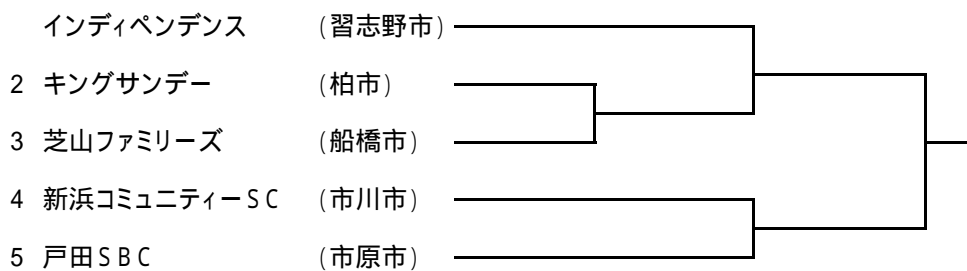 インディペンデンス (習志野市)
2 キングサンデー (柏市)
3 芝山ファミリーズ (船橋市)
4 新浜コミュニティーSC (市川市)
5 戸田SBC (市原市)